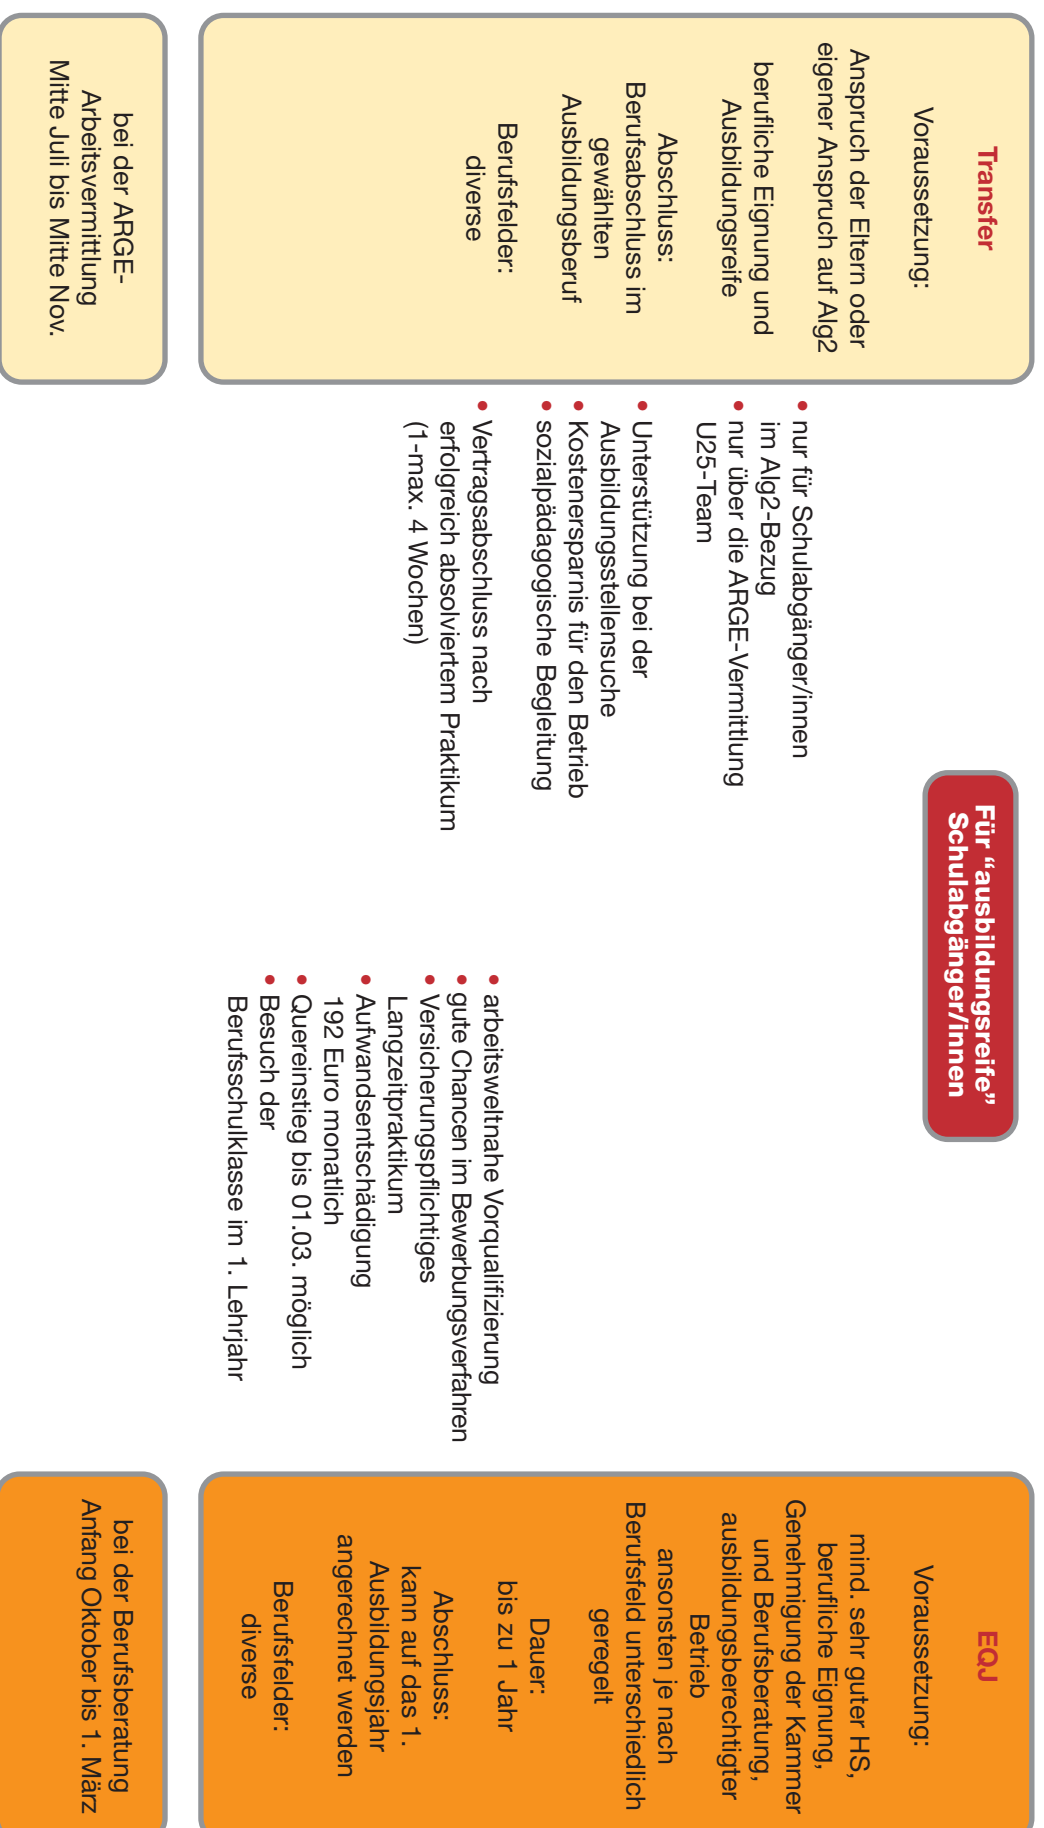 Für “ausbildungsreife”
Schulabgänger/innen
Transfer
Voraussetzung:
Anspruch der Eltern oder
eigener Anspruch auf Alg2
berufliche Eignung und
Ausbildungsreife
Abschluss:
Berufsabschluss im
gewählten
Ausbildungsberuf
Berufsfelder:
diverse
bei der ARGE-
Arbeitsvermittlung
Mitte Juli bis Mitte Nov.
• nur für Schulabgänger/innen
im Alg2-Bezug
• nur über die ARGE-Vermittlung
U25-Team
• Unterstützung bei der
Ausbildungsstellensuche
• Kostenersparnis für den Betrieb
• sozialpädagogische Begleitung
• Vertragsabschluss nach
erfolgreich absolviertem Praktikum
(1-max. 4 Wochen)
• arbeitsweltnahe Vorqualifizierung
• gute Chancen im Bewerbungsverfahren
• Versicherungspflichtiges
Langzeitpraktikum
• Aufwandsentschädigung
192 Euro monatlich
• Quereinstieg bis 01.03. möglich
• Besuch der
Berufsschulklasse im 1. Lehrjahr
EQJ
Voraussetzung:
mind. sehr guter HS,
berufliche Eignung,
Genehmigung der Kammer
und Berufsberatung,
ausbildungsberechtigter
Betrieb
ansonsten je nach
Berufsfeld unterschiedlich
geregelt
Dauer:
bis zu 1 Jahr
Abschluss:
kann auf das 1.
Ausbildungsjahr
angerechnet werden
Berufsfelder:
diverse
bei der Berufsberatung
Anfang Oktober bis 1. März